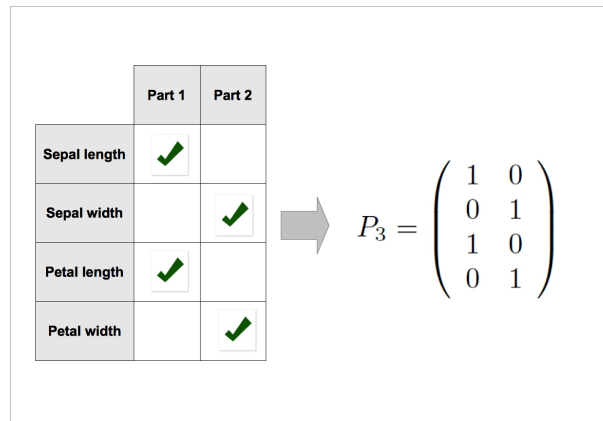 Part 1 Part 2
Sepal length ✓
Sepal width ✓
Petal length ✓
Petal width ✓
P₃ =
1 0
0 1
1 0
0 1